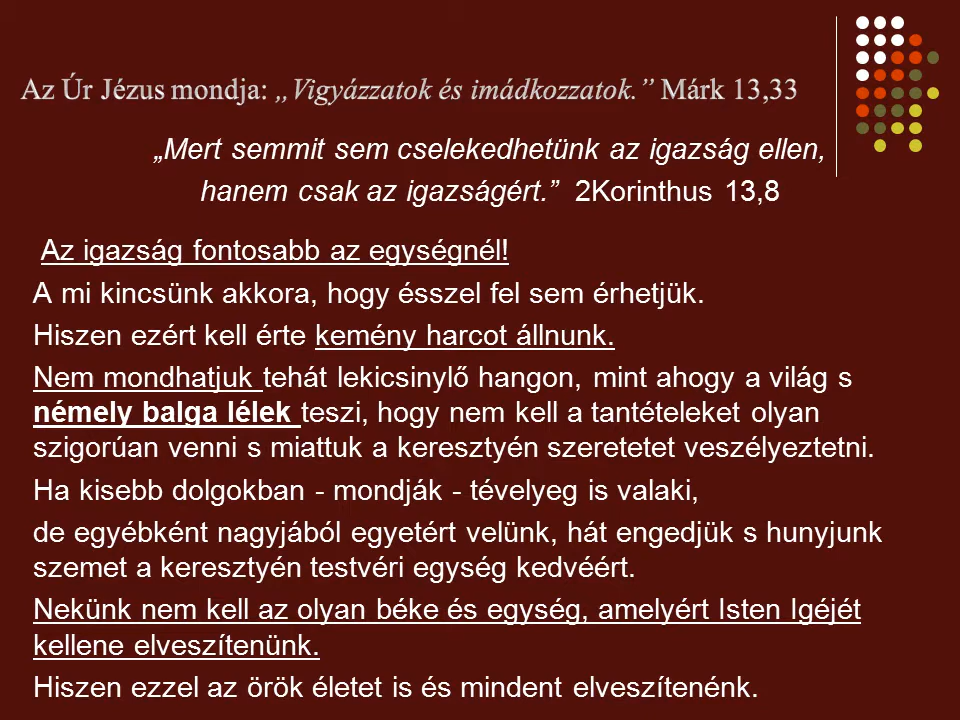 Az Úr Jézus mondja: „Vigyázzatok és imádkozzatok.” Márk 13,33
„Mert semmit sem cselekedhetünk az igazság ellen,
hanem csak az igazságért.” 2Korinthus 13,8
Az igazság fontosabb az egységnél!
A mi kincsünk akkora, hogy ésszel fel sem érhetjük.
Hiszen ezért kell érte kemény harcot állnunk.
Nem mondhatjuk tehát lekicsinylő hangon, mint ahogy a világ s
némely balga lélek teszi, hogy nem kell a tantételeket olyan
szigorúan venni s miattuk a keresztyén szeretetet veszélyeztetni.
Ha kisebb dolgokban - mondják - tévelyeg is valaki,
de egyébként nagyjából egyetért velünk, hát engedjük s hunyjunk
szemet a keresztyén testvéri egység kedvéért.
Nekünk nem kell az olyan béke és egység, amelyért Isten Igéjét
kellene elveszítenünk.
Hiszen ezzel az örök életet is és mindent elveszítenénk.